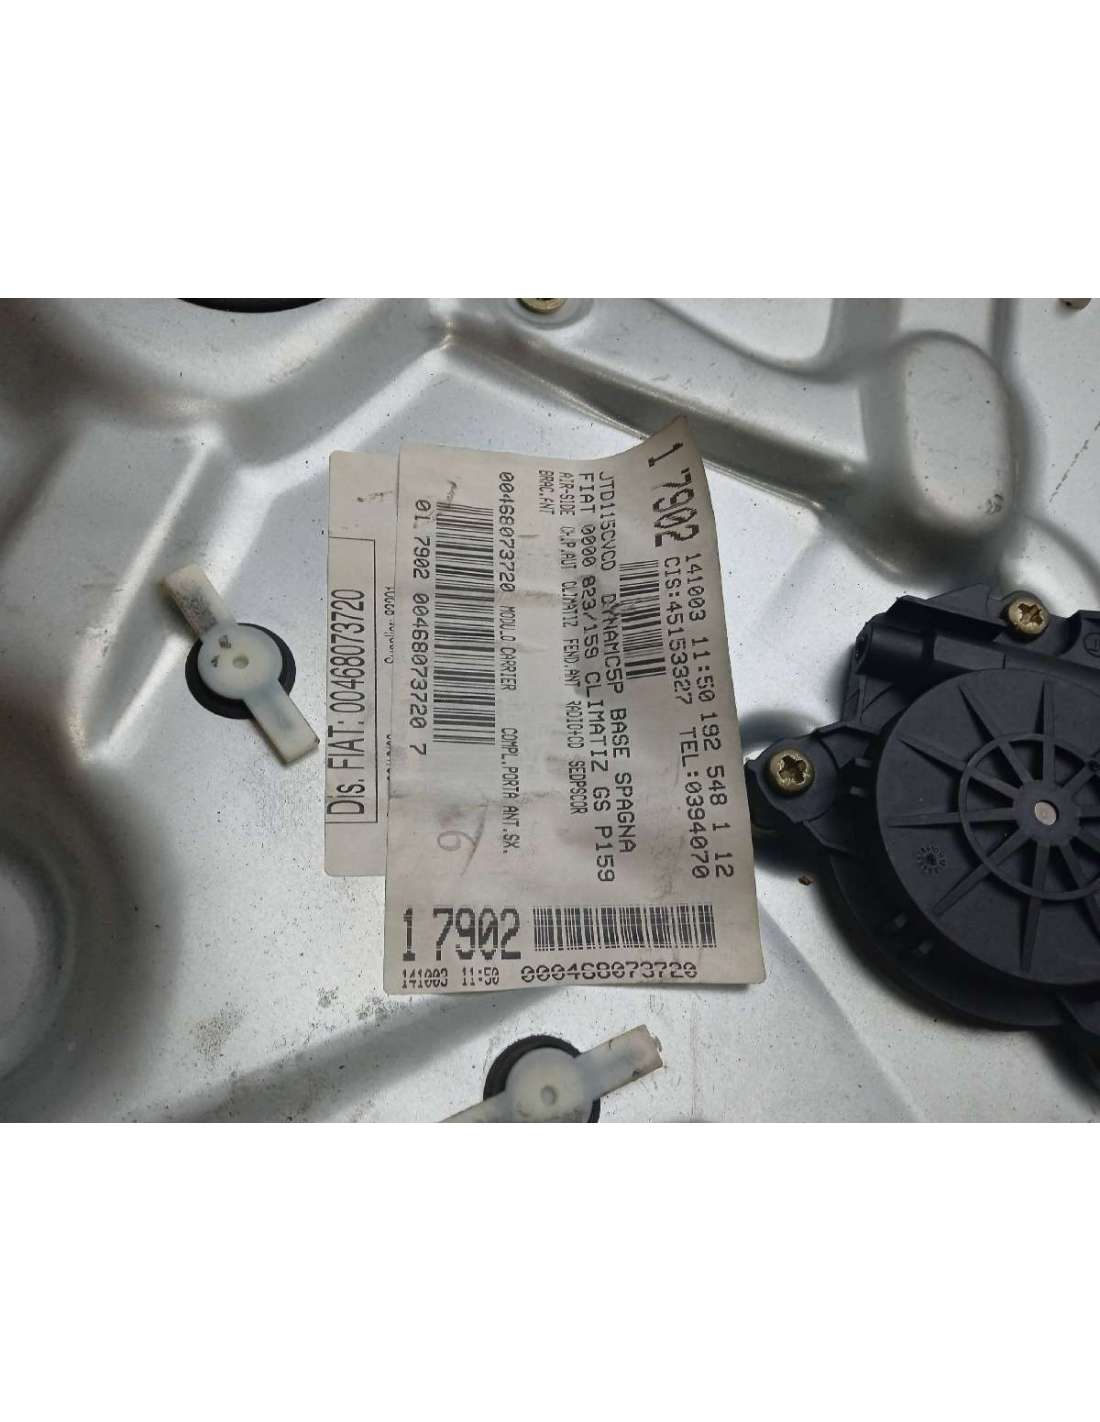 1 7902
141003 11:50 192 548 1 12
CIS:45153327 TEL:0394070
JTD115CVCD DYNAMC5P BASE SPAGNA
FIAT 0000 823/159 CLIMATIZ GS P159
AIR-SIDE CLIMATIZ FEND.ANT RADIO+CD SEDPSCOR
BRAC.ANT
00468073720 MODULO CARRIER COMPL.PORTA ANT.SX.
01 7902 00468073720 7
1 7902
141003 11:50 000468073720
Dis. FIAT: 00468073720